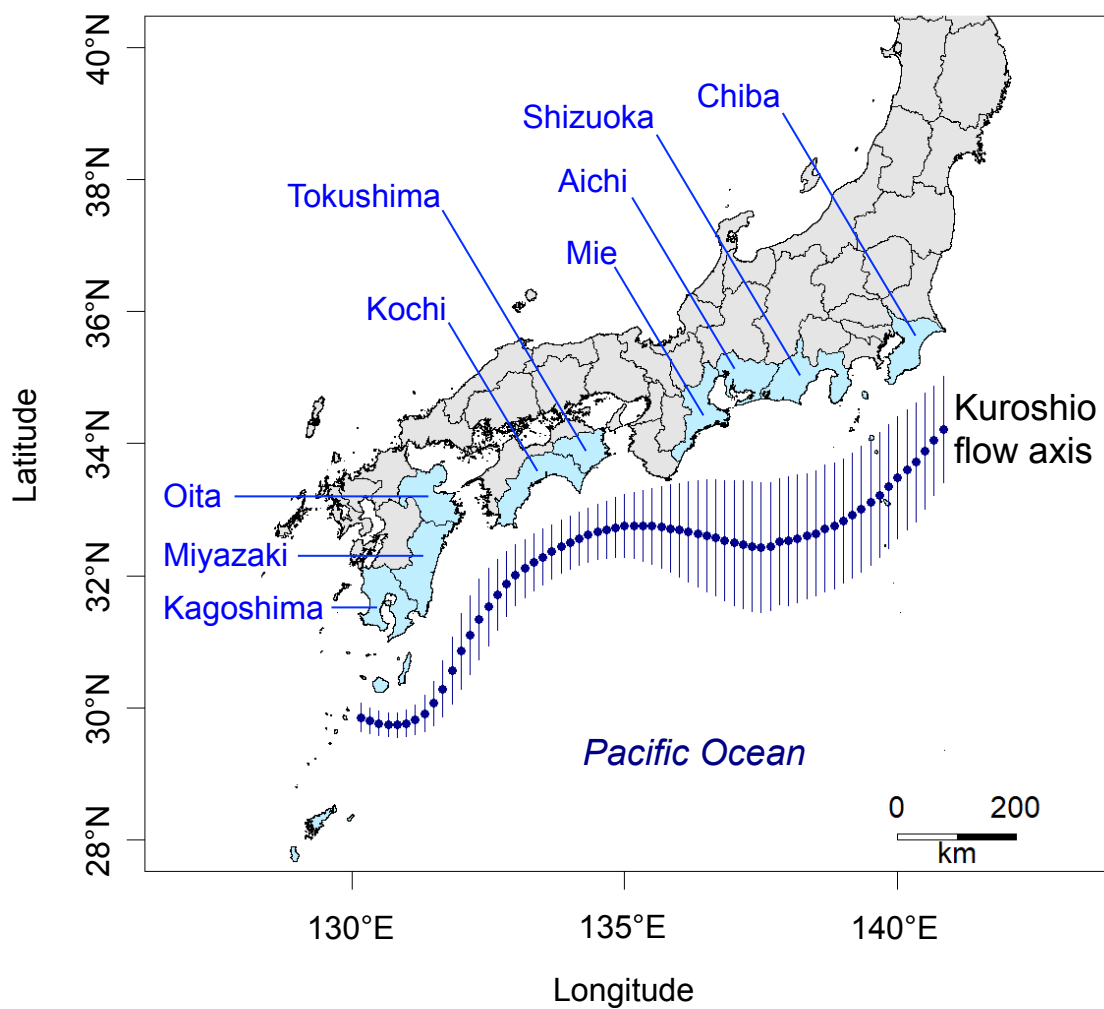 40°N
38°N
36°N
34°N
32°N
30°N
28°N
Latitude
Chiba
Shizuoka
Aichi
Tokushima
Mie
Kochi
Kuroshio
flow axis
Oita
Miyazaki
Kagoshima
Pacific Ocean
0 200
km
130°E 135°E 140°E
Longitude